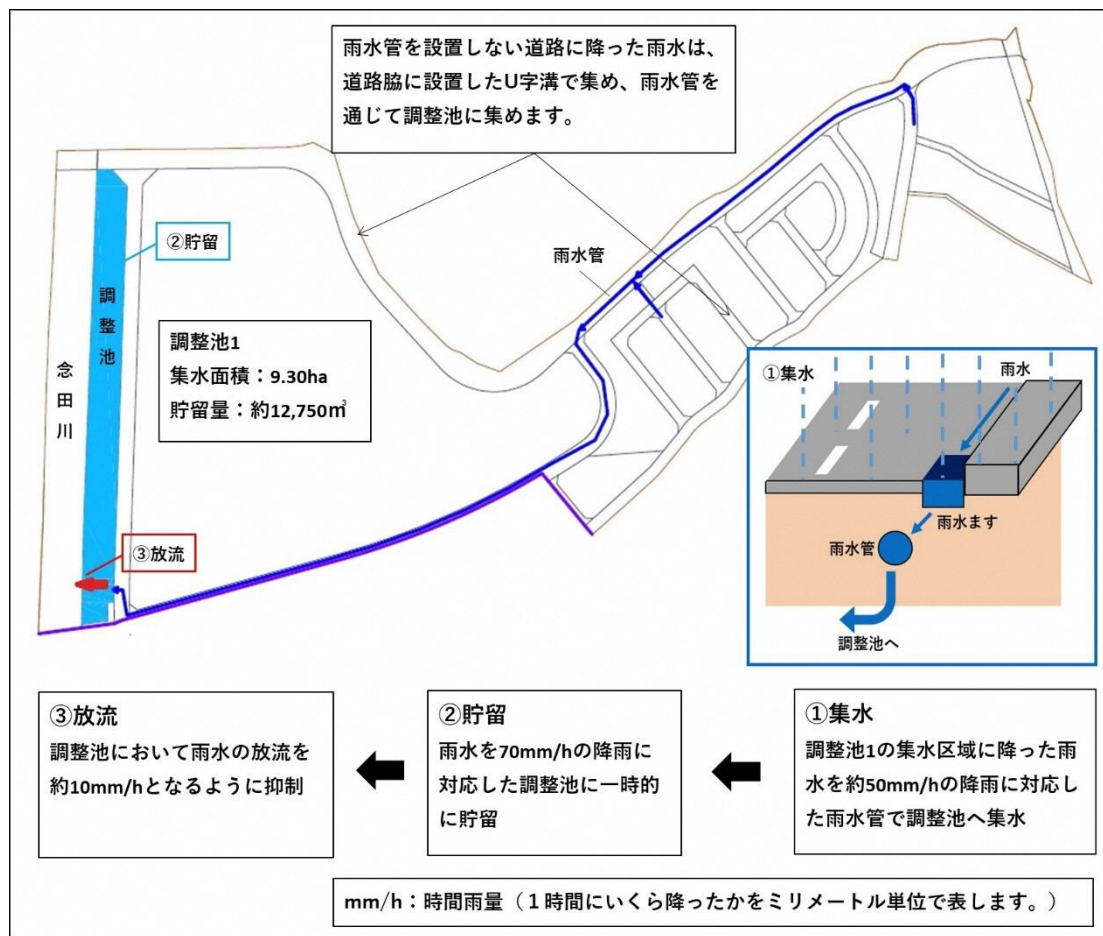 雨水管を設置しない道路に降った雨水は、
道路脇に設置したU字溝で集め、雨水管を
通じて調整池に集めます。
②貯留
雨水管
調整池
念田川
調整池1
集水面積：9.30ha
貯留量：約12,750㎥
③放流
①集水
雨水
雨水ます
雨水管
調整池へ
③放流
調整池において雨水の放流を
約10mm/hとなるように抑制
②貯留
雨水を70mm/hの降雨に
対応した調整池に一時的
に貯留
①集水
調整池1の集水区域に降った雨
水を約50mm/hの降雨に対応し
た雨水管で調整池へ集水
mm/h：時間雨量（１時間にいくら降ったかをミリメートル単位で表します。）